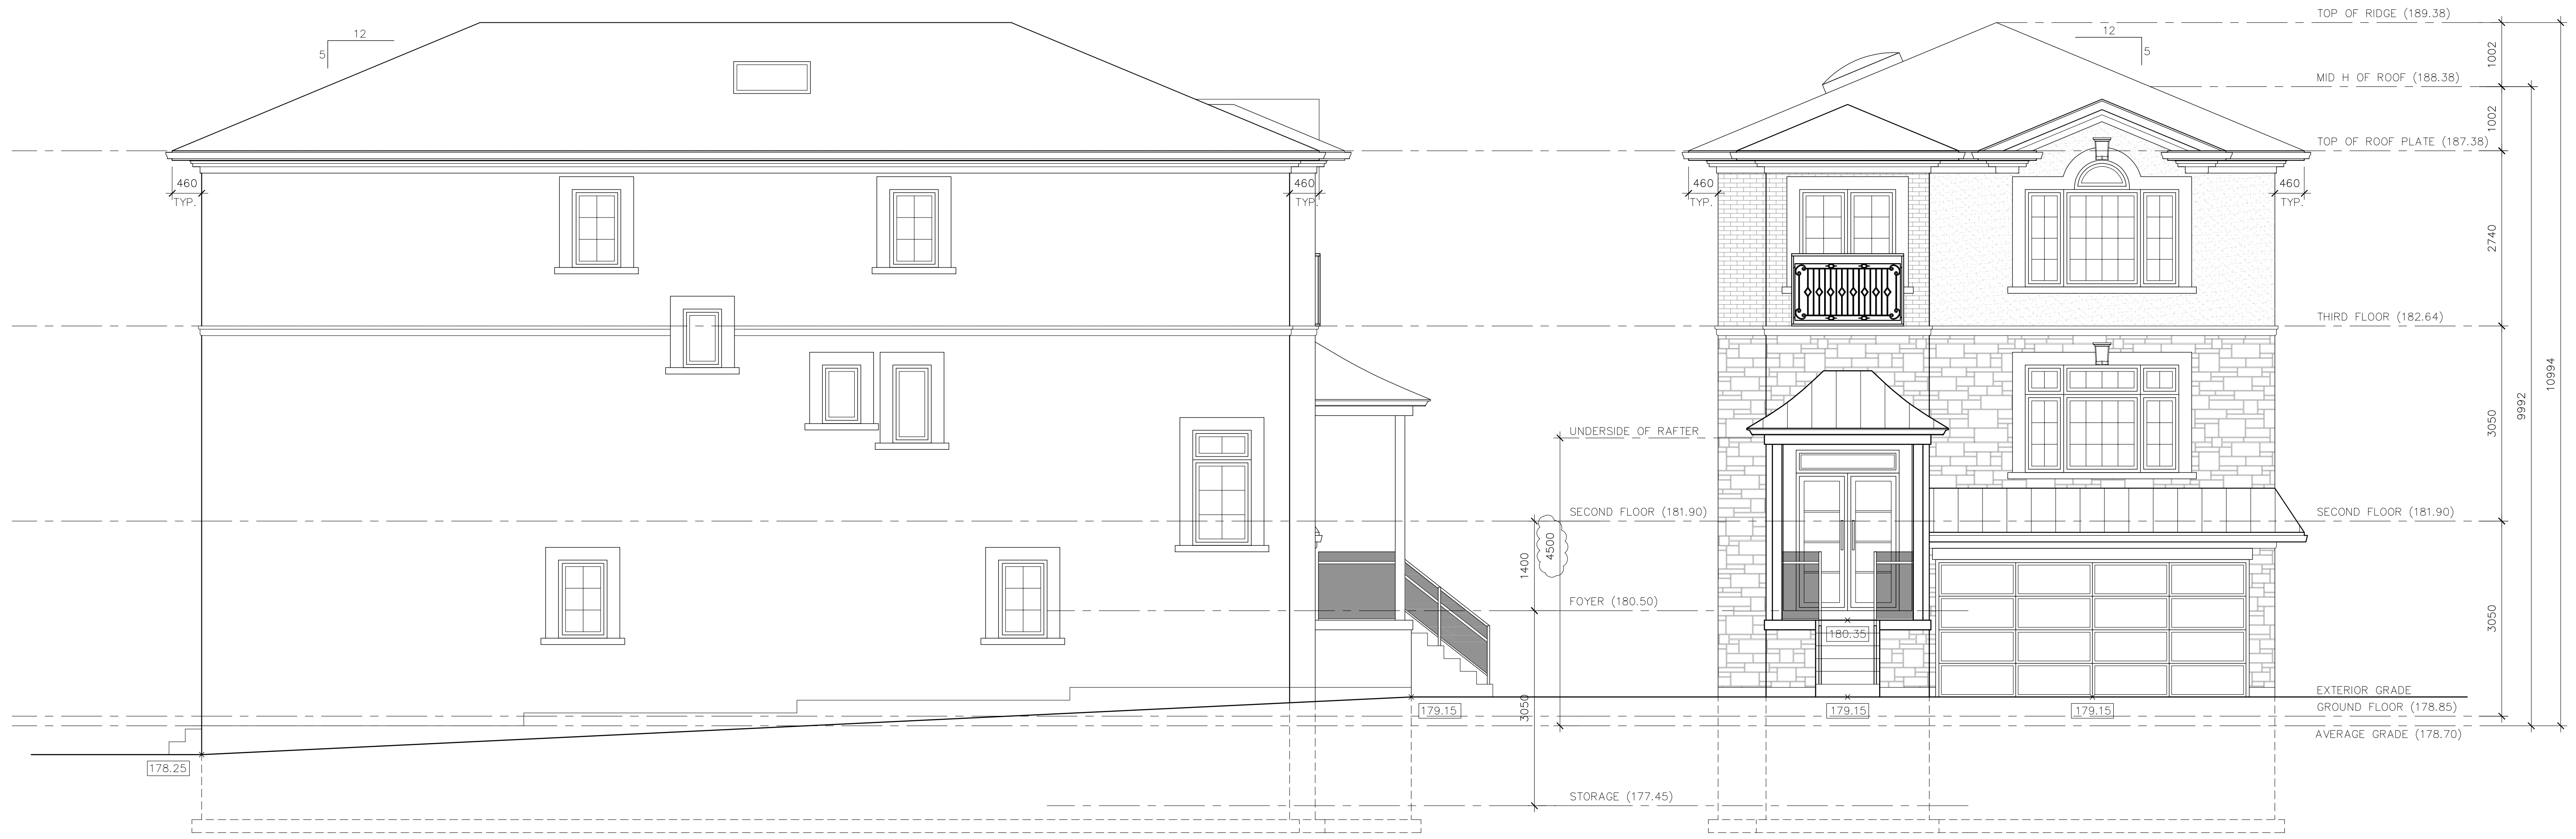 12
5
460
TYP.
460
TYP.
178.25
179.15
UNDERSIDE OF RAFTER
SECOND FLOOR (181.90)
1400
4500
FOYER (180.50)
3050
STORAGE (177.45)
12
5
460
TYP.
460
TYP.
180.35
179.15
179.15
TOP OF RIDGE (189.38)
1002
MID H OF ROOF (188.38)
1002
TOP OF ROOF PLATE (187.38)
2740
THIRD FLOOR (182.64)
10994
9992
3050
SECOND FLOOR (181.90)
3050
EXTERIOR GRADE
GROUND FLOOR (178.85)
AVERAGE GRADE (178.70)